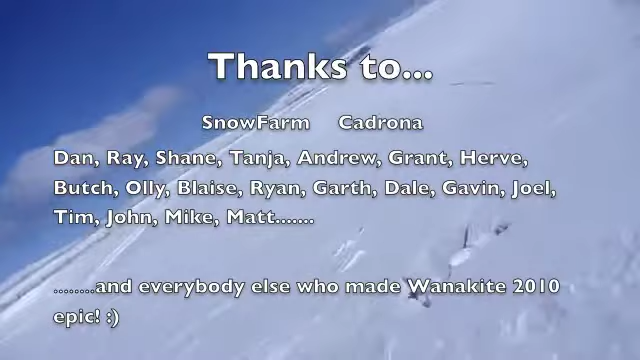 Thanks to...
SnowFarm Cadrona
Dan, Ray, Shane, Tanja, Andrew, Grant, Herve,
Butch, Olly, Blaise, Ryan, Garth, Dale, Gavin, Joel,
Tim, John, Mike, Matt.......
........and everybody else who made Wanakite 2010
epic! :)